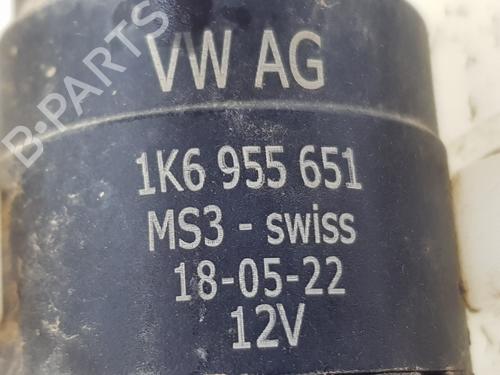 VW AG
B-PARTS
1K6 955 651
MS3 - swiss
18-05-22
12V